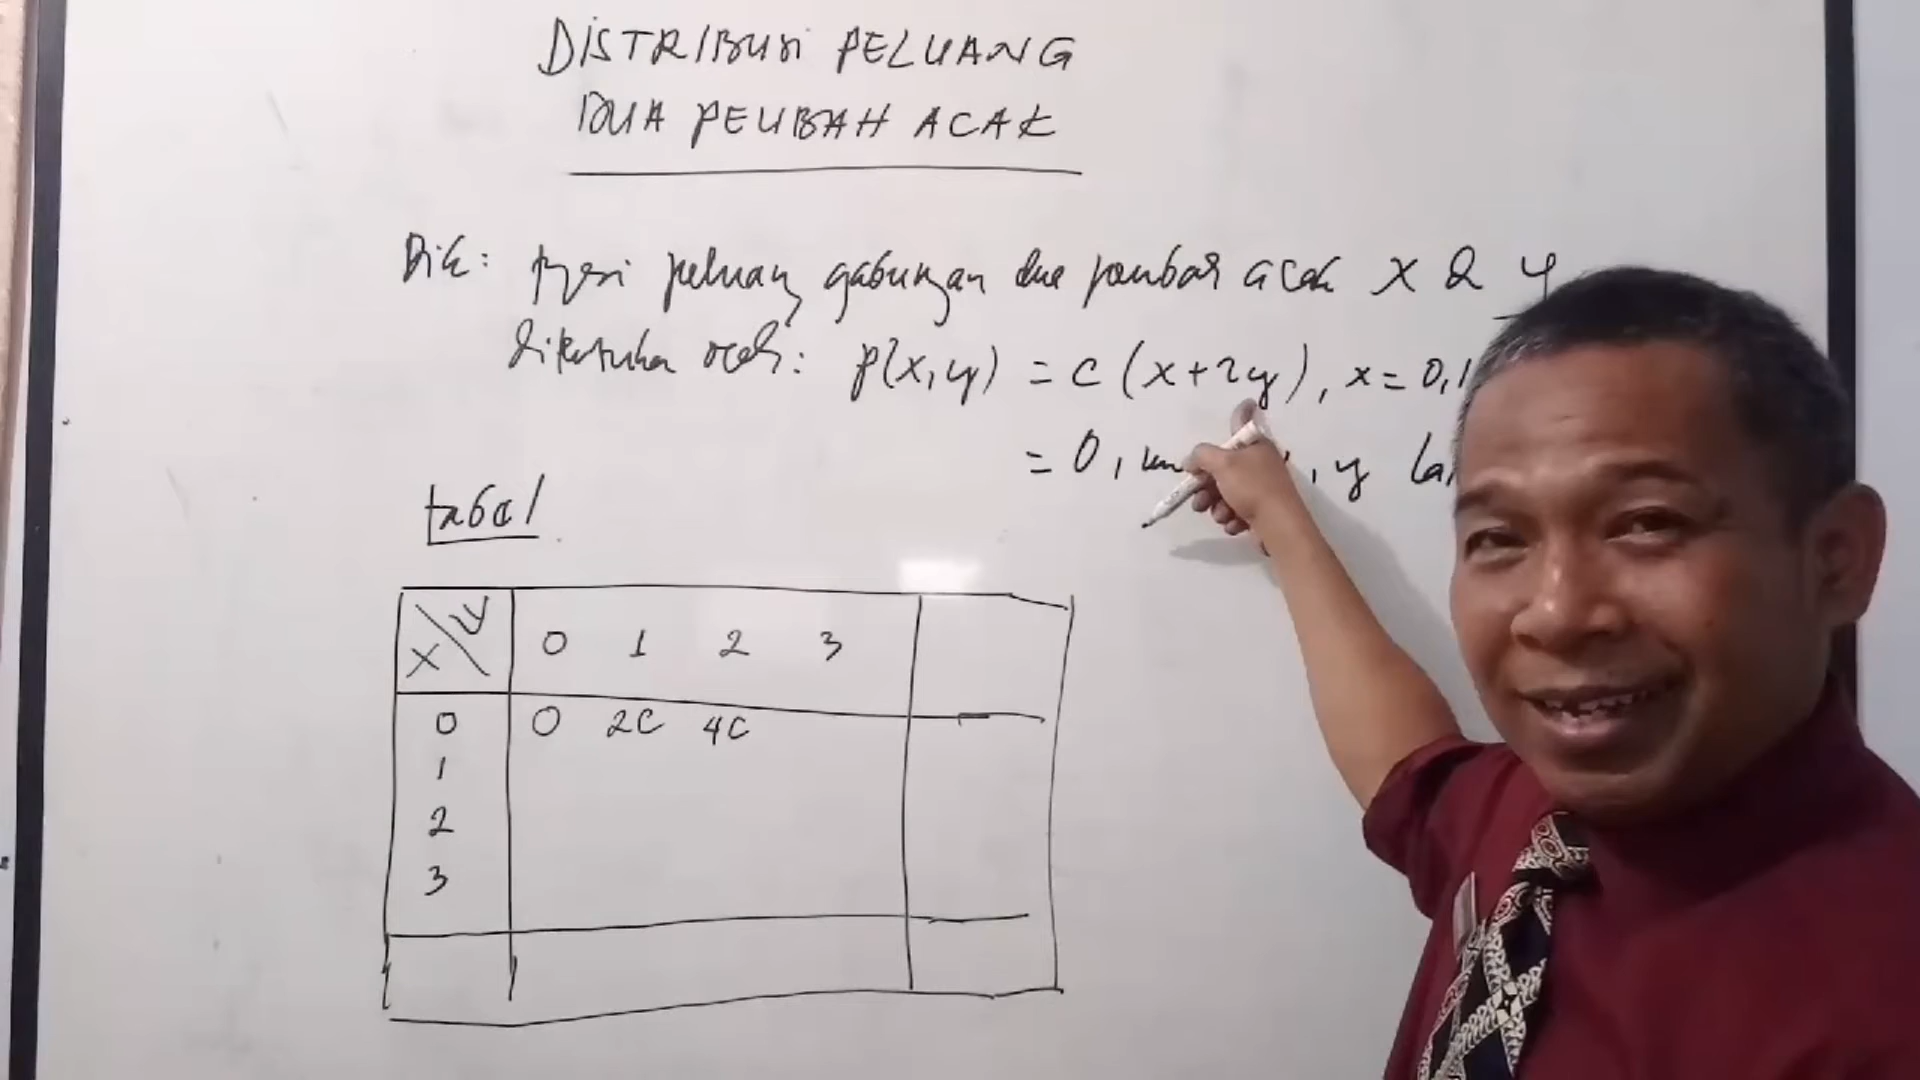 DISTRIBUSI PELUANG
DUA PEUBAH ACAK
Dik: fungsi peluang gabungan dua peubah acak X & Y
ditentukan oleh: p(x,y) = c (x+2y), x = 0,1
= 0, , y
tabel
X Y 0 1 2 3
0 0 2C 4C
1
2
3